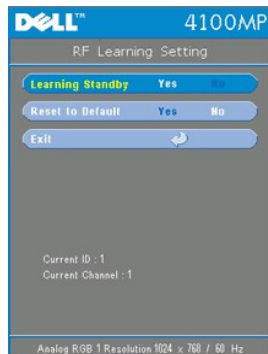 DELL™ 4100MP
RF Learning Setting
Learning Standby Yes No
Reset to Default Yes No
Exit
Current ID : 1
Current Channel : 1
Analog RGB 1 Resolution 1024 x 768 / 60 Hz